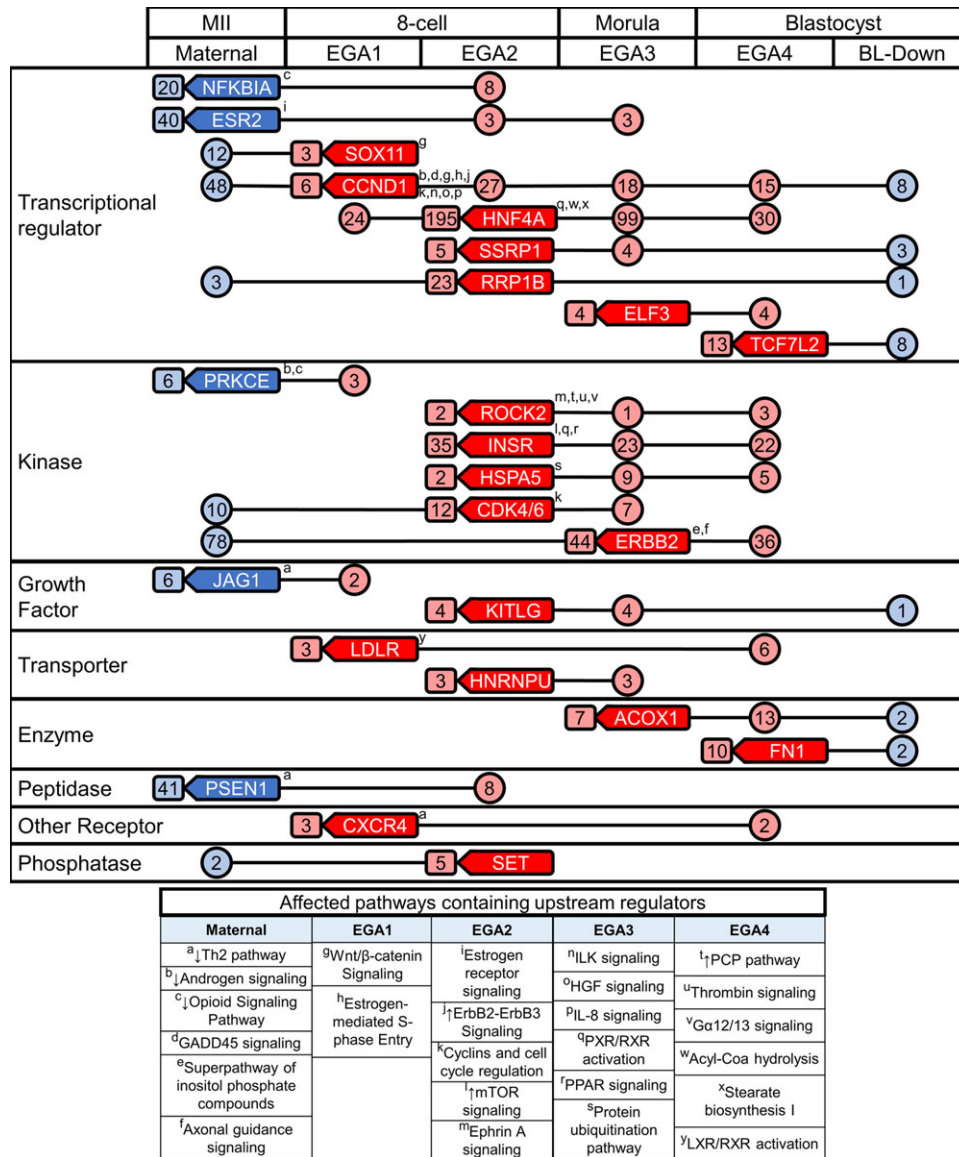 MII 8-cell Morula Blastocyst
Maternal EGA1 EGA2 EGA3 EGA4 BL-Down
Transcriptional
regulator
20 NFKBIA c 8
40 ESR2 i 3 3
12 3 SOX11 g
48 6 CCND1 b,d,g,h,j k,n,o,p 27 18 15 8
24 195 HNF4A q,w,x 99 30
5 SSRP1 4 3
3 23 RRP1B 1
4 ELF3 4
13 TCF7L2 8
Kinase
6 PRKCE b,c 3
2 ROCK2 m,t,u,v 1 3
35 INSR l,q,r 23 22
2 HSPA5 s 9 5
10 12 CDK4/6 k 7
78 44 ERBB2 e,f 36
Growth
Factor
6 JAG1 a 2
4 KITLG 4 1
Transporter
3 LDLR y 6
3 HNRNPU 3
Enzyme
7 ACOX1 13 2
10 FN1 2
Peptidase
41 PSEN1 a 8
Other Receptor
3 CXCR4 a 2
Phosphatase
2 5 SET
Affected pathways containing upstream regulators
Maternal
a↓Th2 pathway
b↓Androgen signaling
c↓Opioid Signaling
Pathway
dGADD45 signaling
eSuperpathway of
inositol phosphate
compounds
fAxonal guidance
signaling
EGA1
gWnt/β-catenin
Signaling
hEstrogen-
mediated S-
phase Entry
EGA2
iEstrogen
receptor
signaling
j↑ErbB2-ErbB3
Signaling
kCyclins and cell
cycle regulation
l↑mTOR
signaling
mEphrin A
signaling
EGA3
nILK signaling
oHGF signaling
pIL-8 signaling
qPXR/RXR
activation
rPPAR signaling
sProtein
ubiquitination
pathway
EGA4
t↑PCP pathway
uThrombin signaling
vGα12/13 signaling
wAcyl-Coa hydrolysis
xStearate
biosynthesis I
yLXR/RXR activation